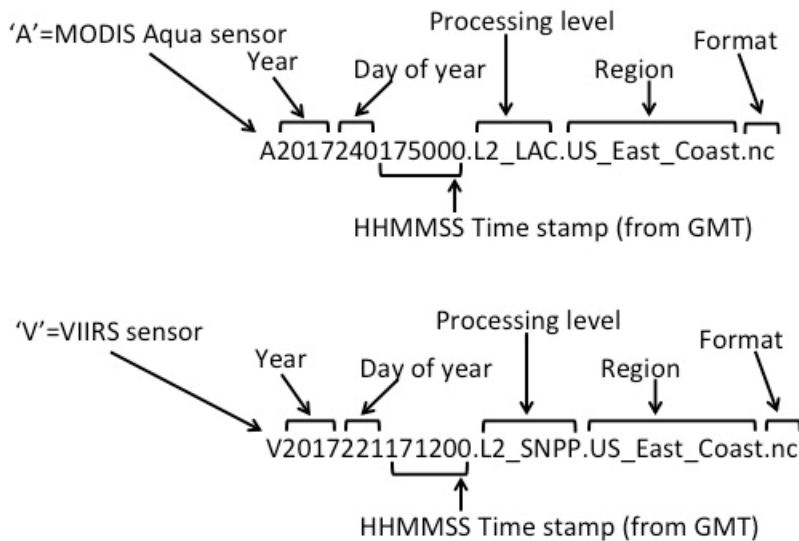 ‘A’=MODIS Aqua sensor
Year
Day of year
Processing level
Region
Format
A2017240175000.L2_LAC.US_East_Coast.nc
HHMMSS Time stamp (from GMT)
‘V’=VIIRS sensor
Year
Day of year
Processing level
Region
Format
V2017221171200.L2_SNPP.US_East_Coast.nc
HHMMSS Time stamp (from GMT)